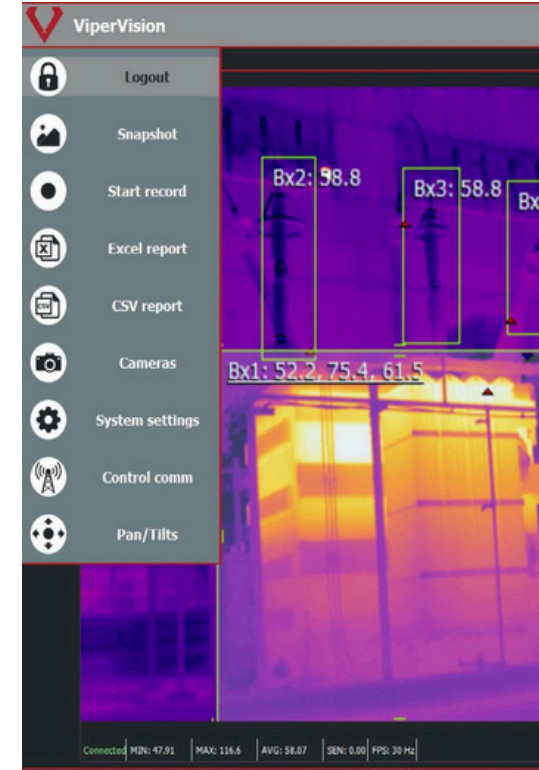 ViperVision
Logout
Snapshot
Start record
Excel report
CSV report
CSV
Cameras
System settings
Control comm
Pan/Tilts
Bx2: 58.8
Bx3: 58.8
Bx
Bx1: 52.2, 75.4, 61.5
Connected MIN: 47.91 MAX: 116.6 AVG: 58.07 SEN: 0.00 FPS: 30 Hz